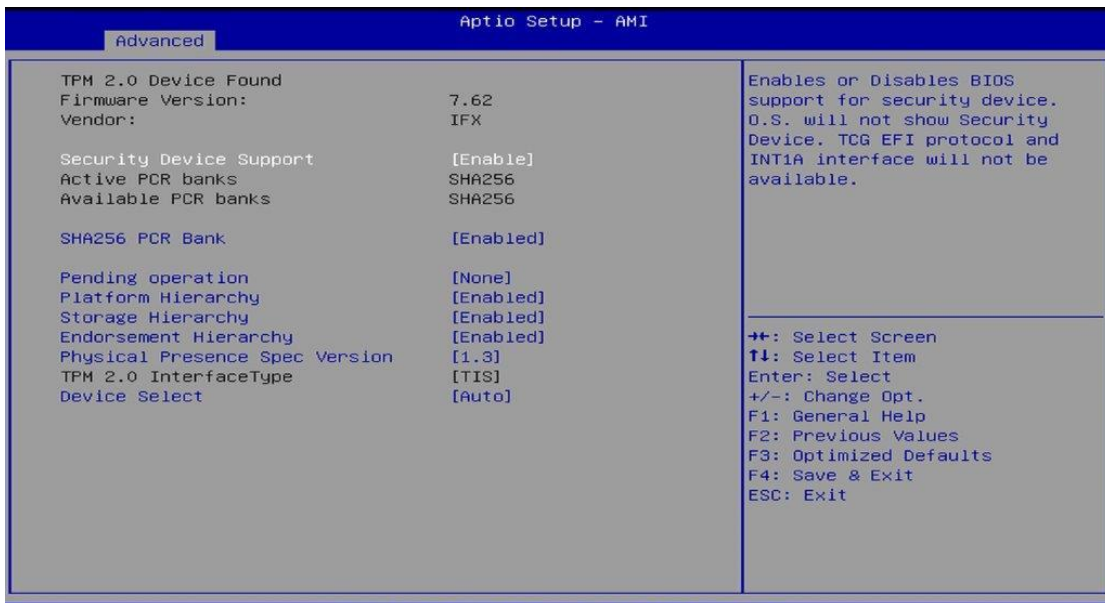 Aptio Setup - AMI
Advanced
TPM 2.0 Device Found
Firmware Version: 7.62
Vendor: IFX
Security Device Support [Enable]
Active PCR banks SHA256
Available PCR banks SHA256
SHA256 PCR Bank [Enabled]
Pending operation [None]
Platform Hierarchy [Enabled]
Storage Hierarchy [Enabled]
Endorsement Hierarchy [Enabled]
Physical Presence Spec Version [1.3]
TPM 2.0 InterfaceType [TIS]
Device Select [Auto]
Enables or Disables BIOS
support for security device.
O.S. will not show Security
Device. TCG EFI protocol and
INT1A interface will not be
available.
→←: Select Screen
↑↓: Select Item
Enter: Select
+/-: Change Opt.
F1: General Help
F2: Previous Values
F3: Optimized Defaults
F4: Save & Exit
ESC: Exit